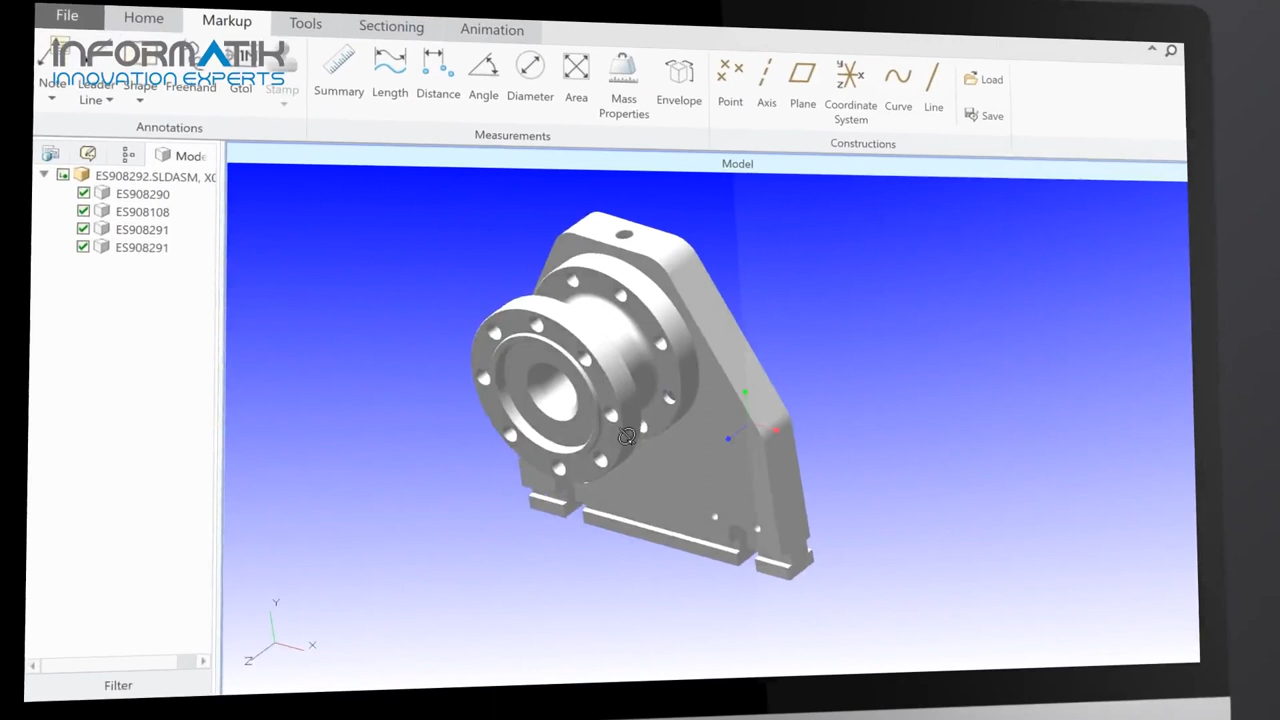 File
Home
Markup
Tools
Sectioning
Animation
INFORMATIK
INNOVATION EXPERTS
Note
Leader
Line
Shape
Freehand
Gtol
Stamp
Annotations
Summary
Length
Distance
Angle
Diameter
Area
Mass
Properties
Envelope
Measurements
Point
Axis
Plane
Coordinate
System
Curve
Line
Constructions
Load
Save
Mode
Model
ES908292.SLDASM, XC
ES908290
ES908108
ES908291
ES908291
Y
X
Z
Filter